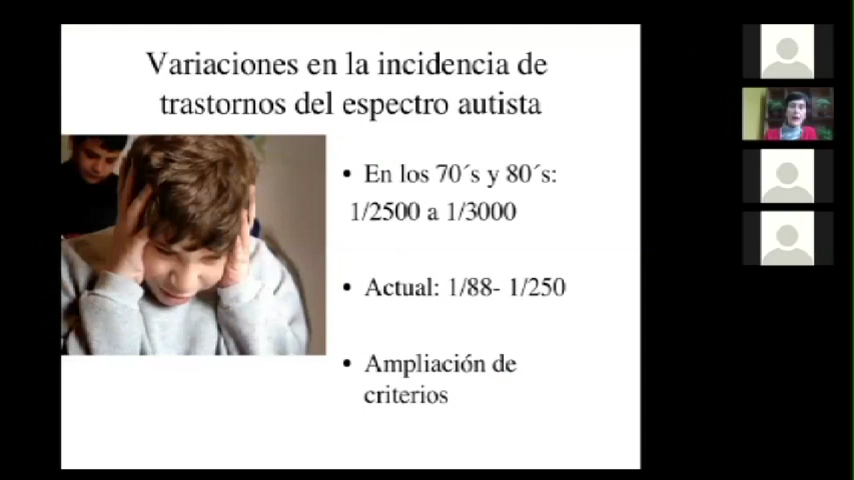 Variaciones en la incidencia de
trastornos del espectro autista
• En los 70´s y 80´s:
1/2500 a 1/3000
• Actual: 1/88- 1/250
• Ampliación de
criterios